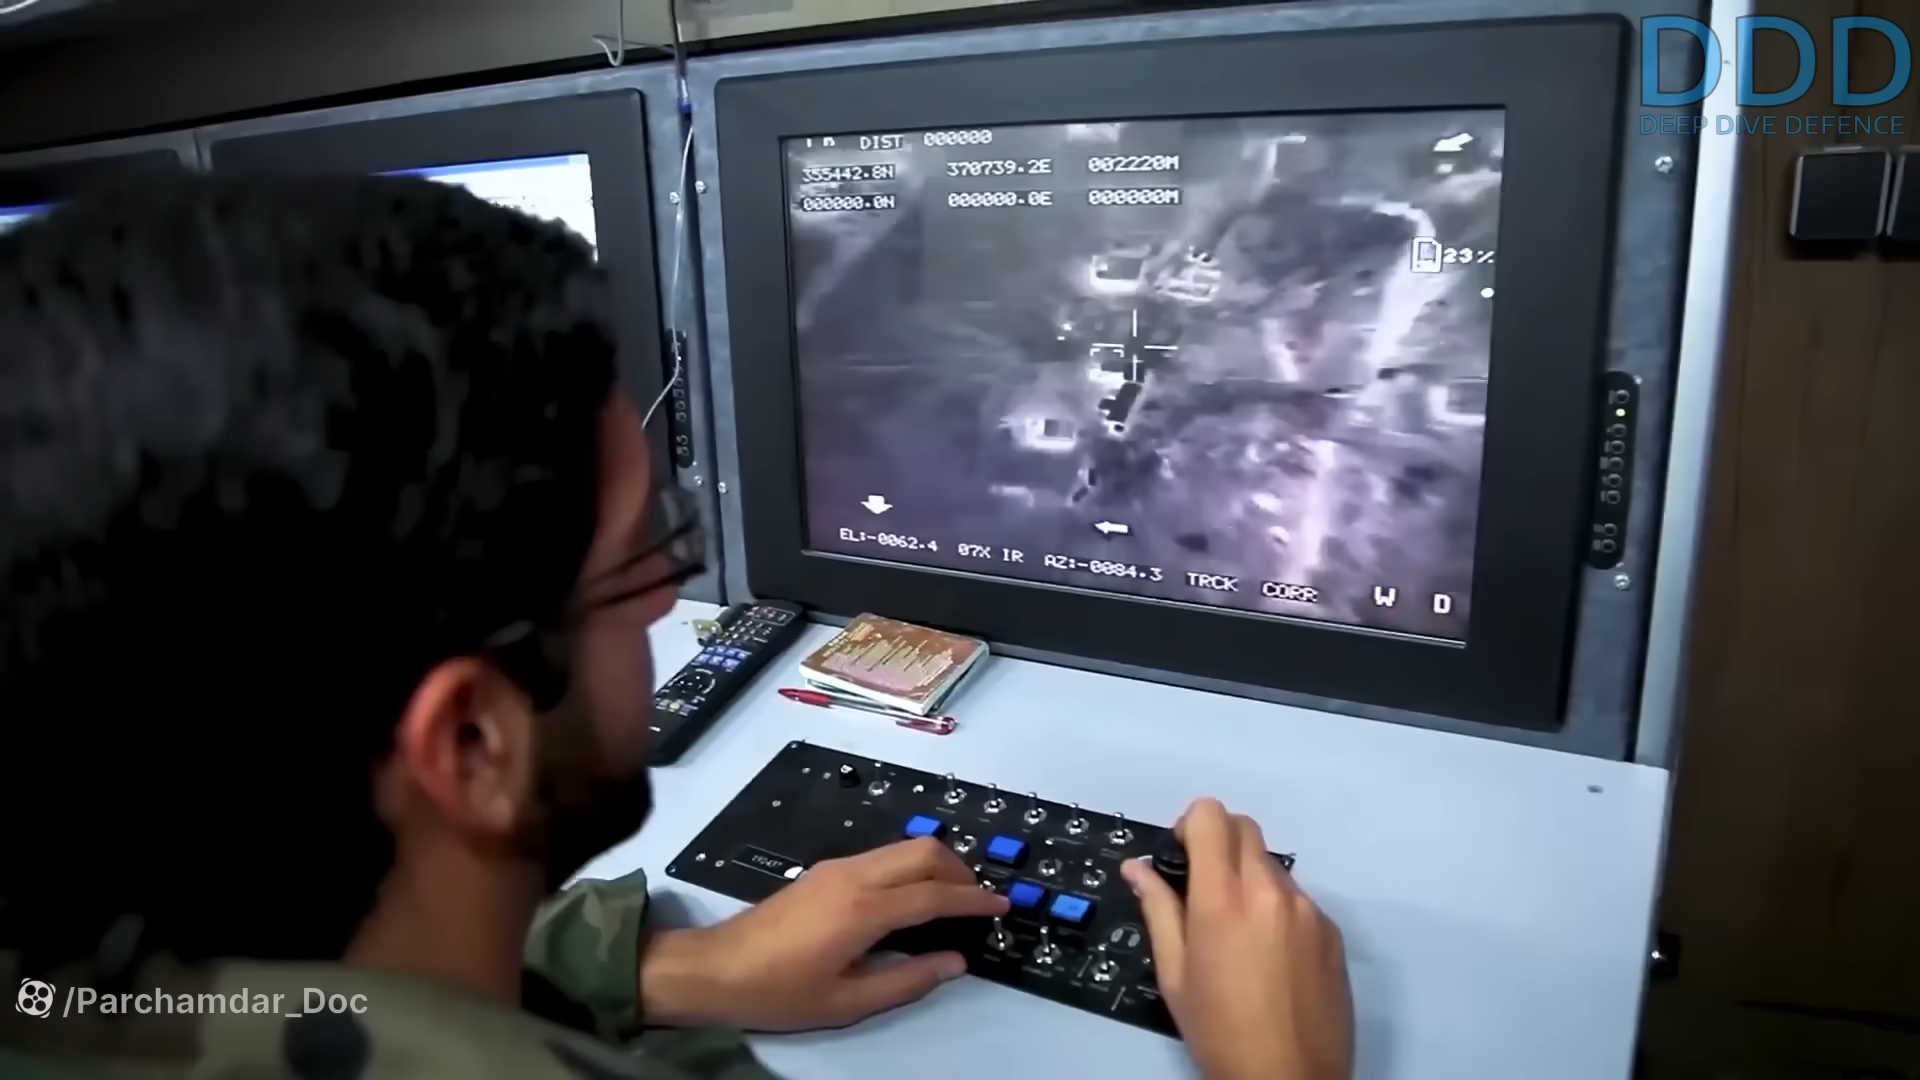 DDD
DEEP DIVE DEFENCE
DIST 000000
355442.8N 370739.2E 002220M
000000.0N 000000.0E 000000M
23%
EL:-0062.4 07X IR AZ:-0084.3 TRCK CORR W D
/Parchamdar_Doc